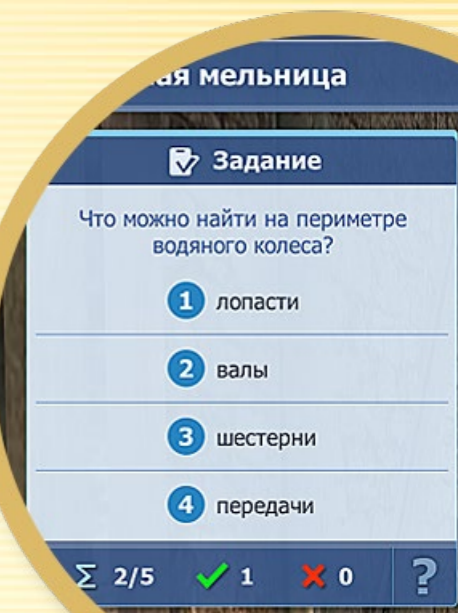 мельница
Задание
Что можно найти на периметре
водяного колеса?
1 лопасти
2 валы
3 шестерни
4 передачи
Σ 2/5 ✓ 1 ✗ 0 ?